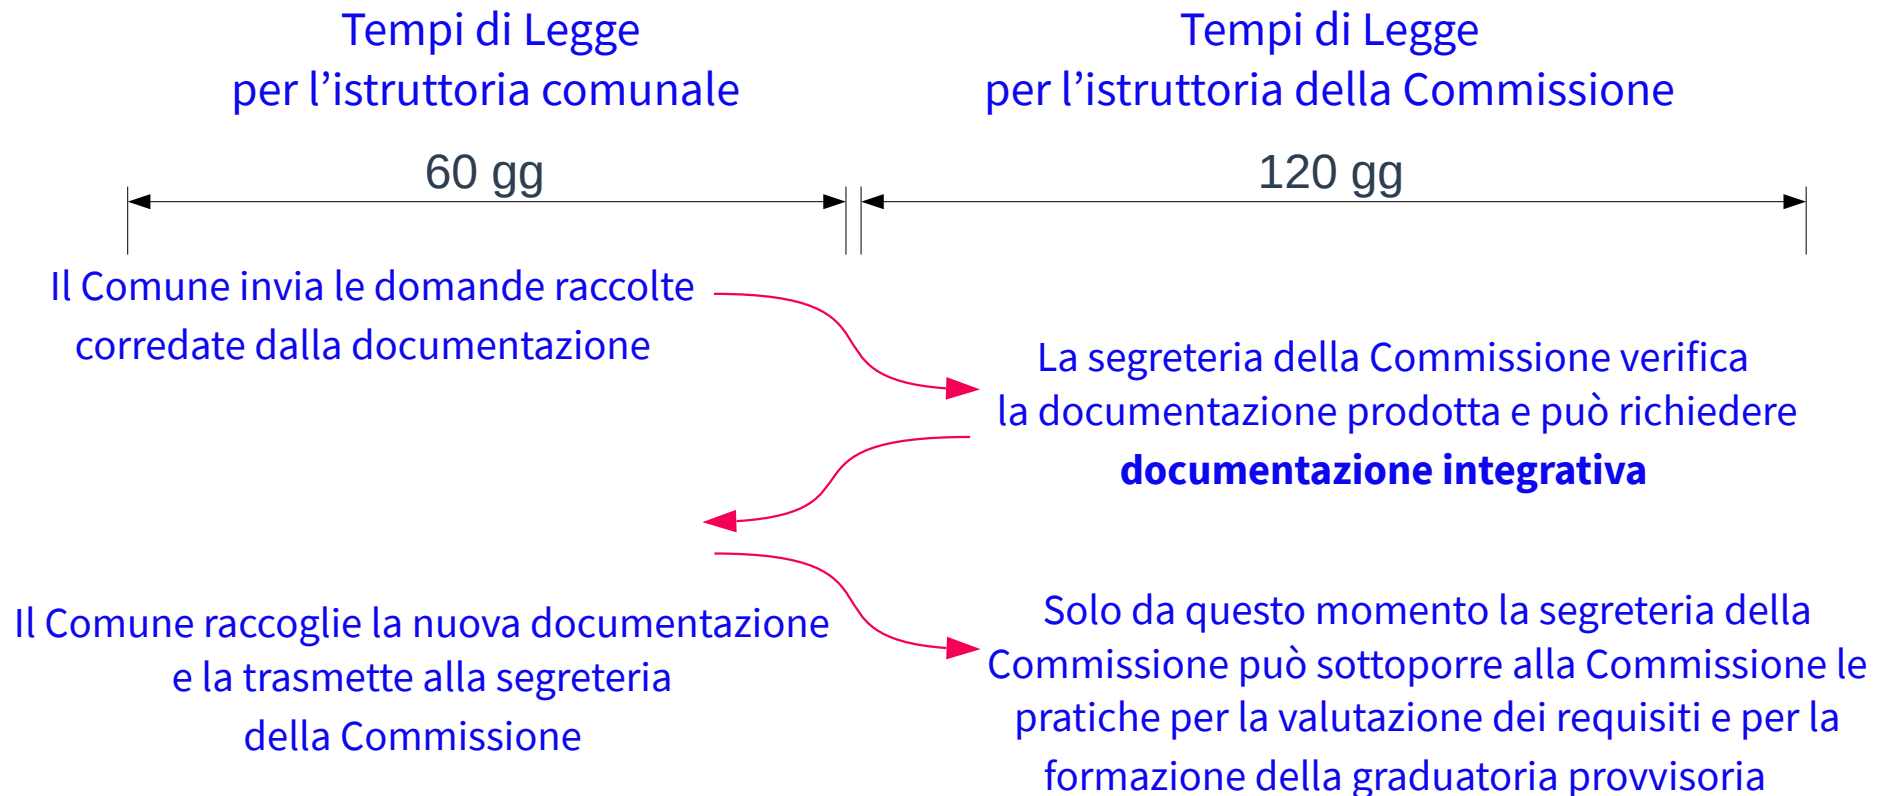 Tempi di Legge
per l’istruttoria comunale
Tempi di Legge
per l’istruttoria della Commissione
60 gg
120 gg
Il Comune invia le domande raccolte
corredate dalla documentazione
La segreteria della Commissione verifica
la documentazione prodotta e può richiedere
documentazione integrativa
Il Comune raccoglie la nuova documentazione
e la trasmette alla segreteria
della Commissione
Solo da questo momento la segreteria della
Commissione può sottoporre alla Commissione le
pratiche per la valutazione dei requisiti e per la
formazione della graduatoria provvisoria